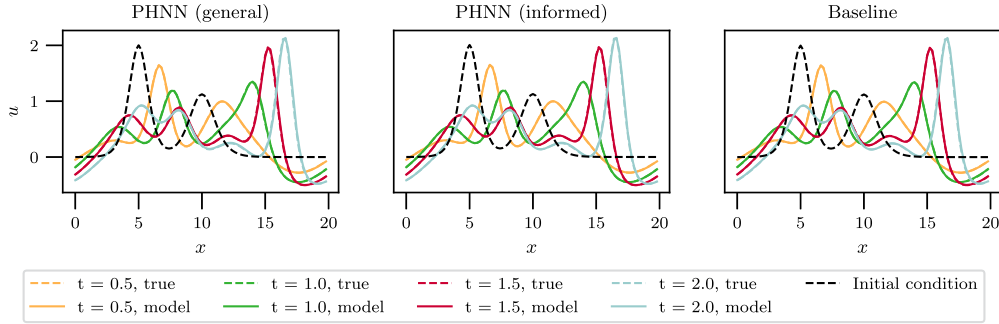 PHNN (general) PHNN (informed) Baseline
2
1
0
u
0 5 10 15 20 0 5 10 15 20 0 5 10 15 20
x x x
t = 0.5, true t = 1.0, true t = 1.5, true t = 2.0, true Initial condition
t = 0.5, model t = 1.0, model t = 1.5, model t = 2.0, model